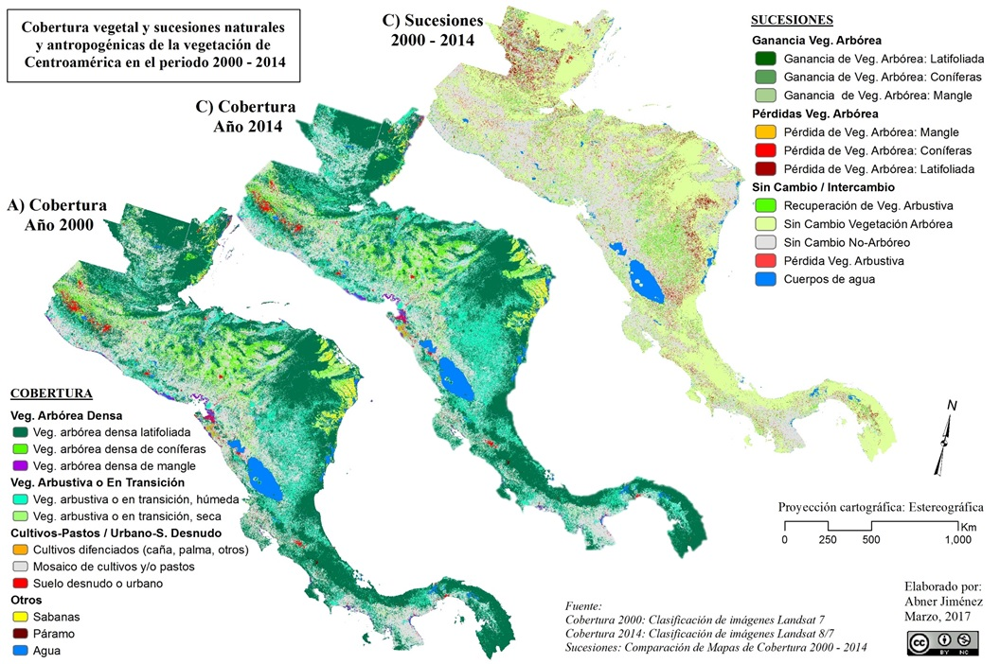 Cobertura vegetal y sucesiones naturales
y antropogénicas de la vegetación de
Centroamérica en el periodo 2000 - 2014
C) Sucesiones
2000 - 2014
C) Cobertura
Año 2014
A) Cobertura
Año 2000
SUCESIONES
Ganancia Veg. Arbórea
Ganancia de Veg. Arbórea: Latifoliada
Ganancia de Veg. Arbórea: Coníferas
Ganancia de Veg. Arbórea: Mangle
Pérdidas Veg. Arbórea
Pérdida de Veg. Arbórea: Mangle
Pérdida de Veg. Arbórea: Coníferas
Pérdida de Veg. Arbórea: Latifoliada
Sin Cambio / Intercambio
Recuperación de Veg. Arbustiva
Sin Cambio Vegetación Arbórea
Sin Cambio No-Arbóreo
Pérdida Veg. Arbustiva
Cuerpos de agua
COBERTURA
Veg. Arbórea Densa
Veg. arbórea densa latifoliada
Veg. arbórea densa de coníferas
Veg. arbórea densa de mangle
Veg. Arbustiva o En Transición
Veg. arbustiva o en transición, húmeda
Veg. arbustiva o en transición, seca
Cultivos-Pastos / Urbano-S. Desnudo
Cultivos difenciados (caña, palma, otros)
Mosaico de cultivos y/o pastos
Suelo desnudo o urbano
Otros
Sabanas
Páramo
Agua
N
Proyección cartográfica: Estereográfica
Km
0 250 500 1,000
Fuente:
Cobertura 2000: Clasificación de imágenes Landsat 7
Cobertura 2014: Clasificación de imágenes Landsat 8/7
Sucesiones: Comparación de Mapas de Cobertura 2000 - 2014
Elaborado por:
Abner Jiménez
Marzo, 2017
cc
BY NC